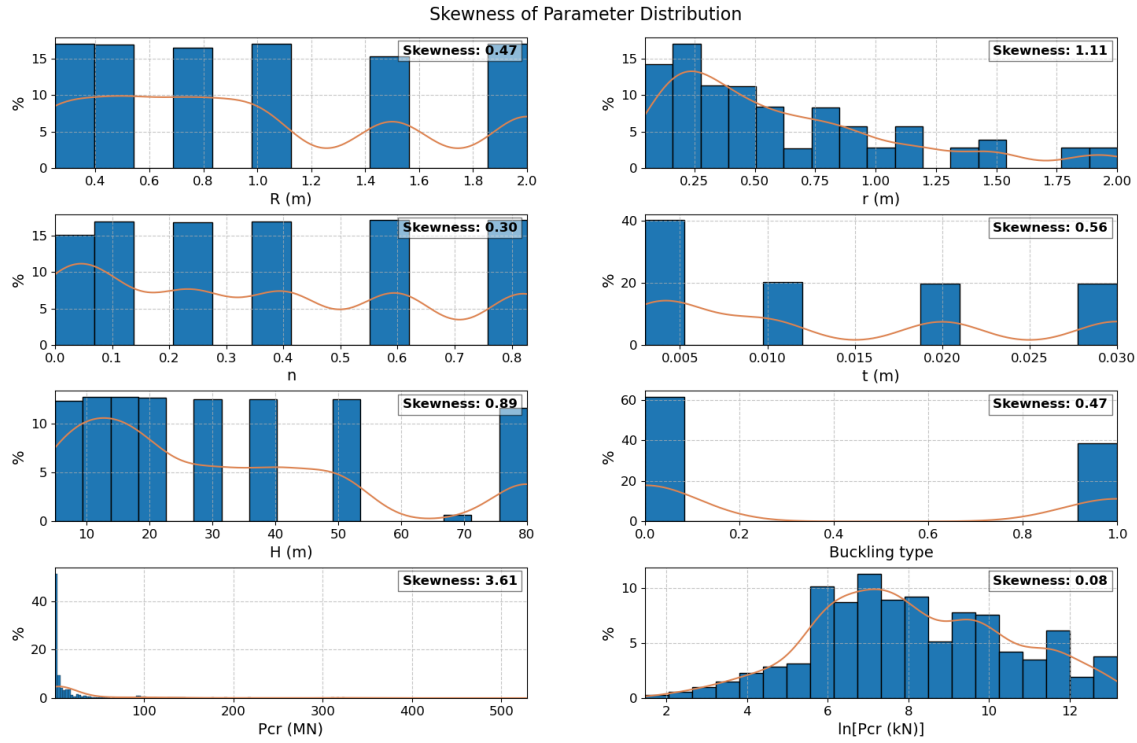 Skewness of Parameter Distribution
Skewness: 0.47
%
15
10
5
0
0.4 0.6 0.8 1.0 1.2 1.4 1.6 1.8 2.0
R (m)
Skewness: 1.11
%
15
10
5
0
0.25 0.50 0.75 1.00 1.25 1.50 1.75 2.00
r (m)
Skewness: 0.30
%
15
10
5
0
0.0 0.1 0.2 0.3 0.4 0.5 0.6 0.7 0.8
n
Skewness: 0.56
%
40
20
0
0.005 0.010 0.015 0.020 0.025 0.030
t (m)
Skewness: 0.89
%
10
5
0
10 20 30 40 50 60 70 80
H (m)
Skewness: 0.47
%
60
40
20
0
0.0 0.2 0.4 0.6 0.8 1.0
Buckling type
Skewness: 3.61
%
40
20
0
100 200 300 400 500
Pcr (MN)
Skewness: 0.08
%
10
5
0
2 4 6 8 10 12
ln[Pcr (kN)]